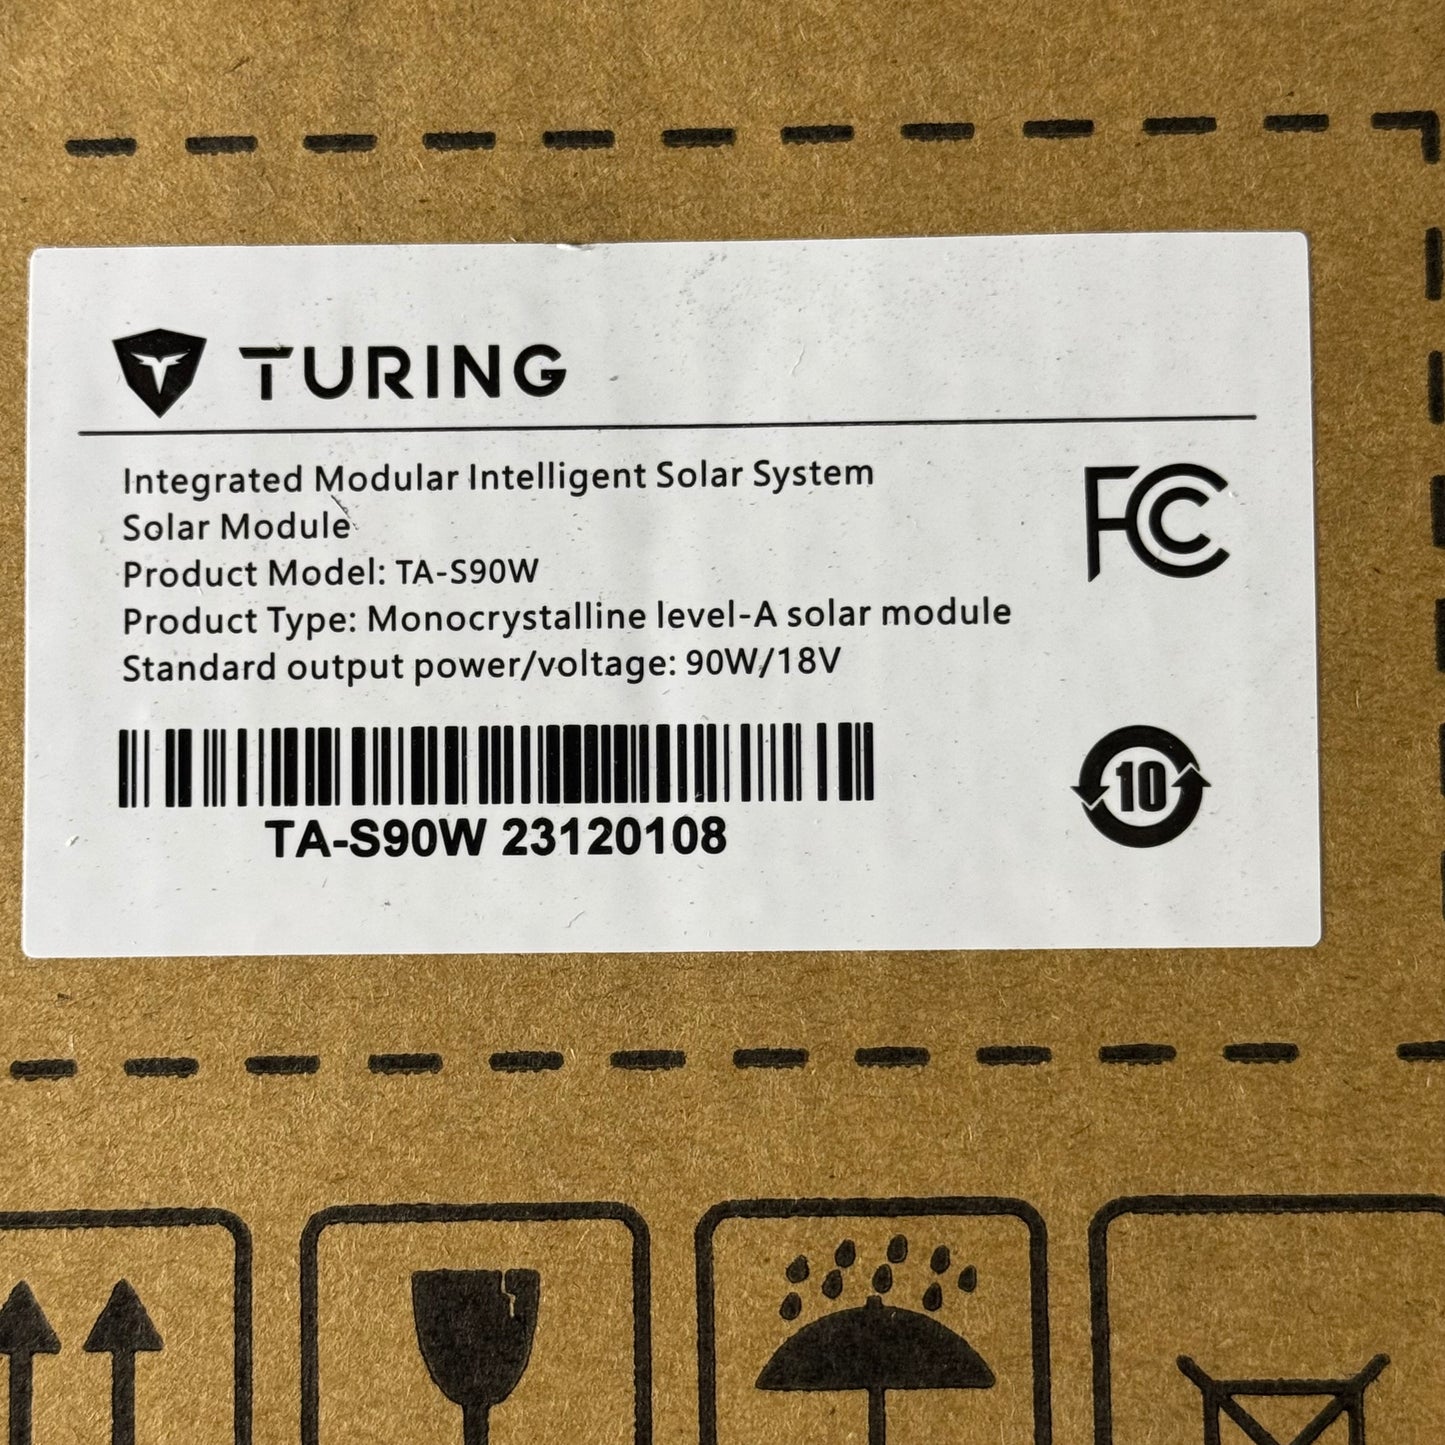 TURING
Integrated Modular Intelligent Solar System
Solar Module
Product Model: TA-S90W
Product Type: Monocrystalline level-A solar module
Standard output power/voltage: 90W/18V
FC
10
TA-S90W 23120108